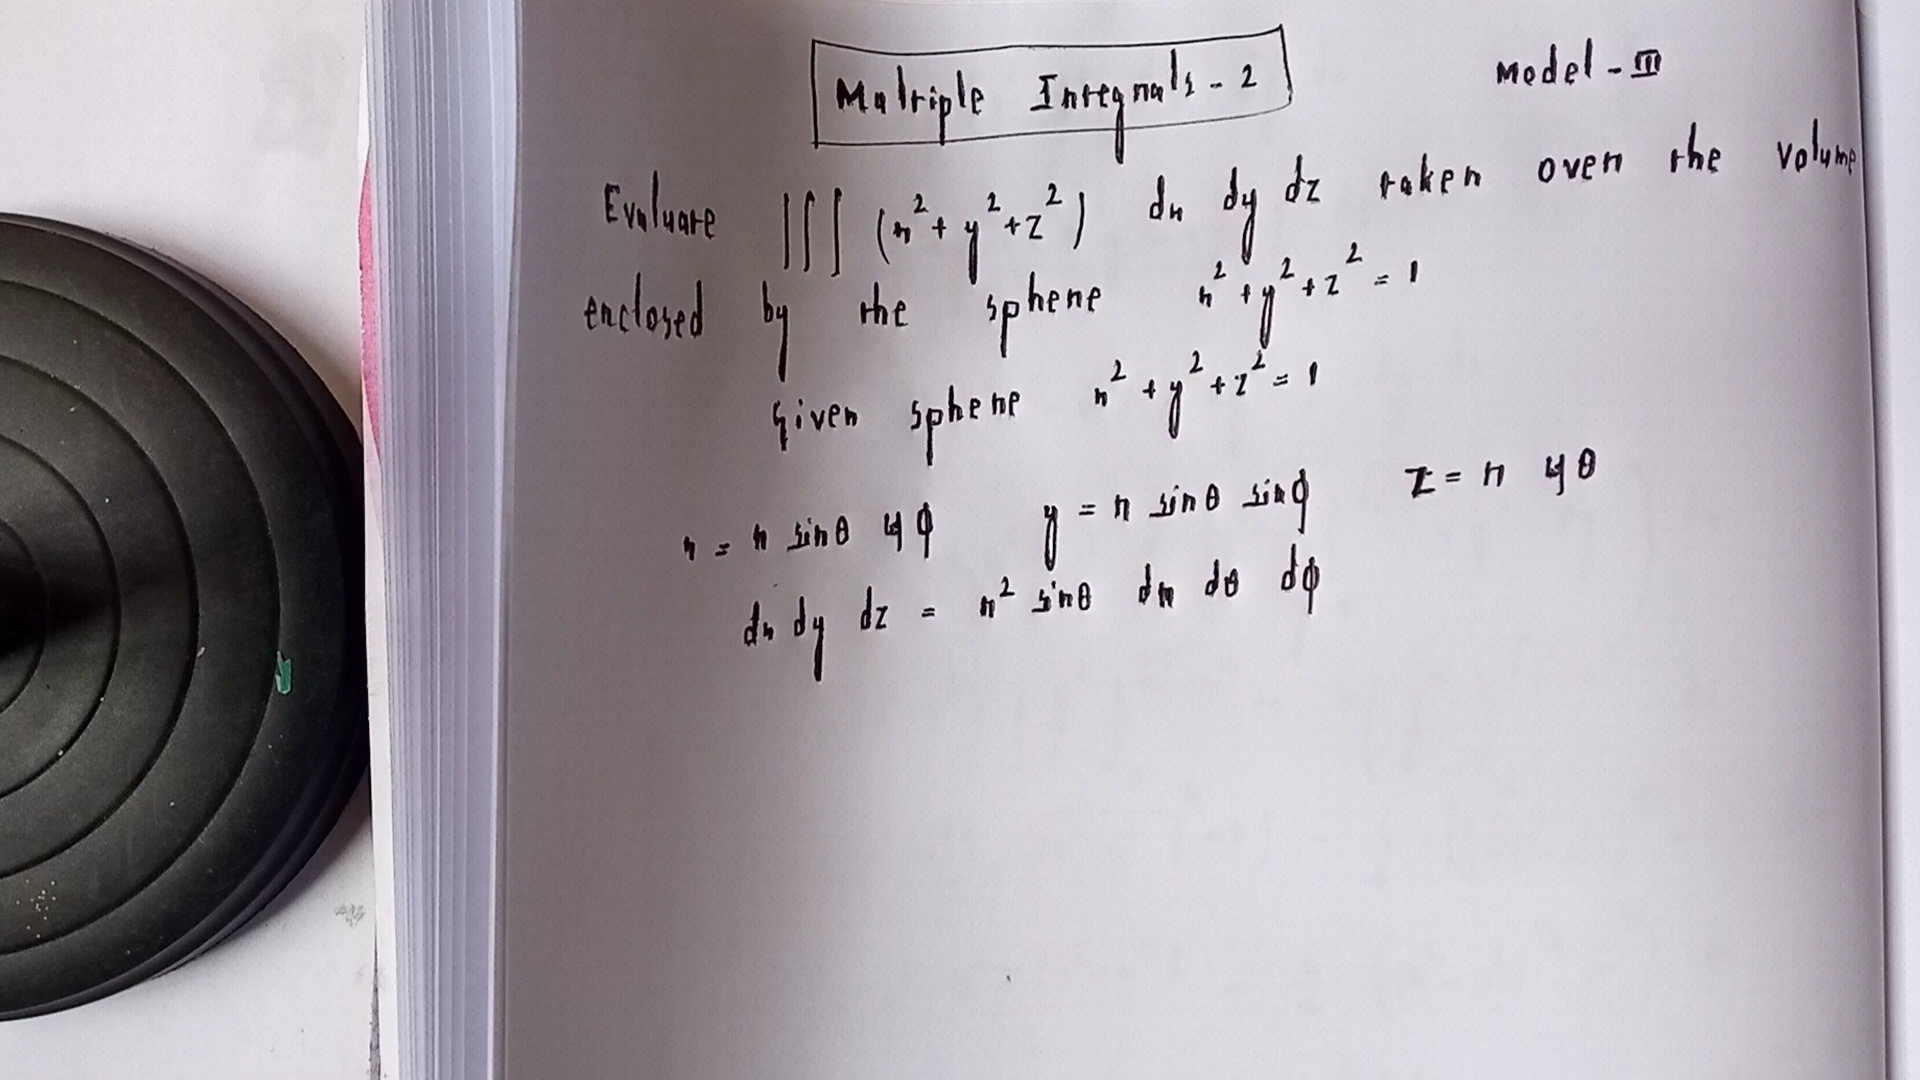 Multiple Integrals - 2
Model - III
Evaluate ∫∫∫ (x² + y² + z²) dx dy dz taken over the volume
enclosed by the sphere x² + y² + z² = 1
Given sphere x² + y² + z² = 1
x = r sinθ cosφ y = r sinθ sinφ z = r cosθ
dx dy dz = r² sinθ dr dθ dφ